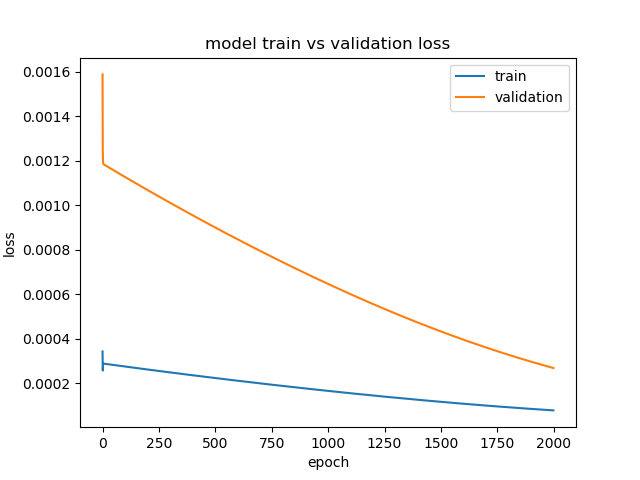 model train vs validation loss
train
validation
0.0016
0.0014
0.0012
0.0010
0.0008
0.0006
0.0004
0.0002
loss
0 250 500 750 1000 1250 1500 1750 2000
epoch